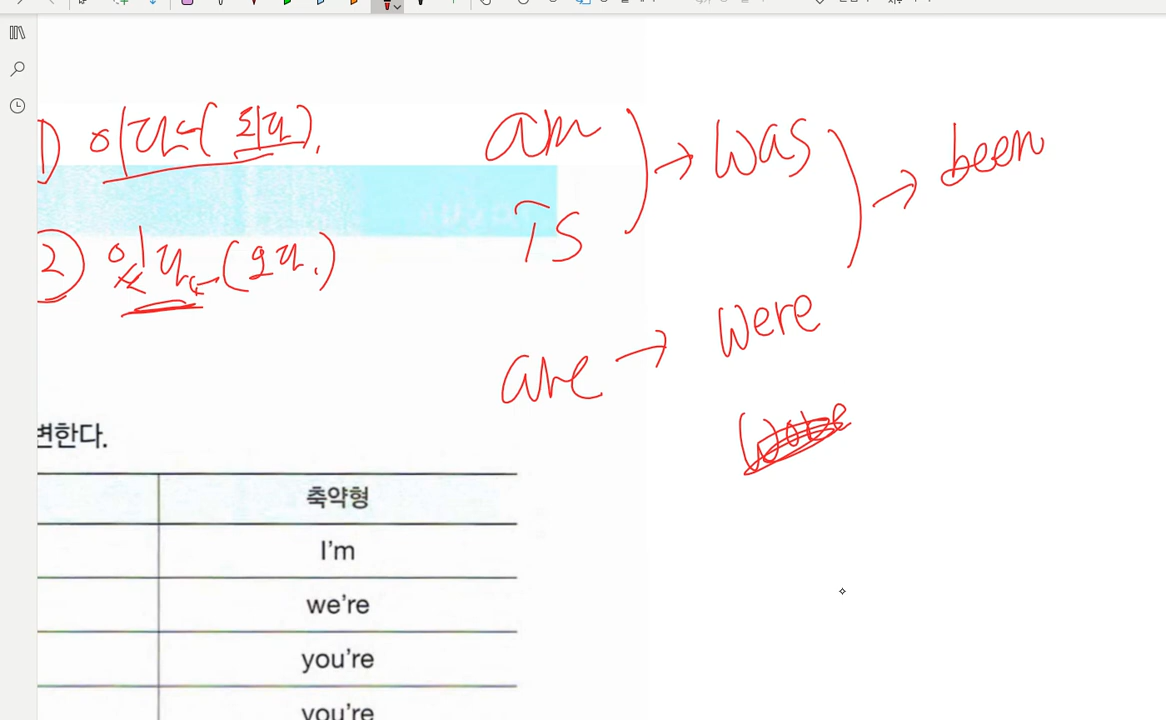 1) 이다 (되다).
am
→ was
→ been
is
2) 있다 ← (오다.)
are → were
변한다.
축약형
I'm
we're
you're
you're